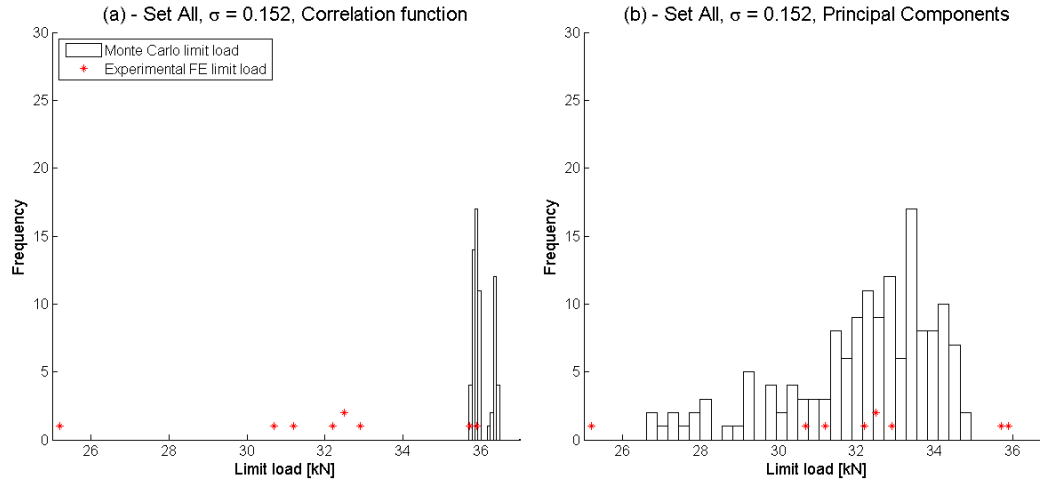 (a) - Set All, σ = 0.152, Correlation function
30
25
20
15
10
5
0
Frequency
Monte Carlo limit load
Experimental FE limit load
26 28 30 32 34 36
Limit load [kN]
(b) - Set All, σ = 0.152, Principal Components
30
25
20
15
10
5
0
Frequency
26 28 30 32 34 36
Limit load [kN]